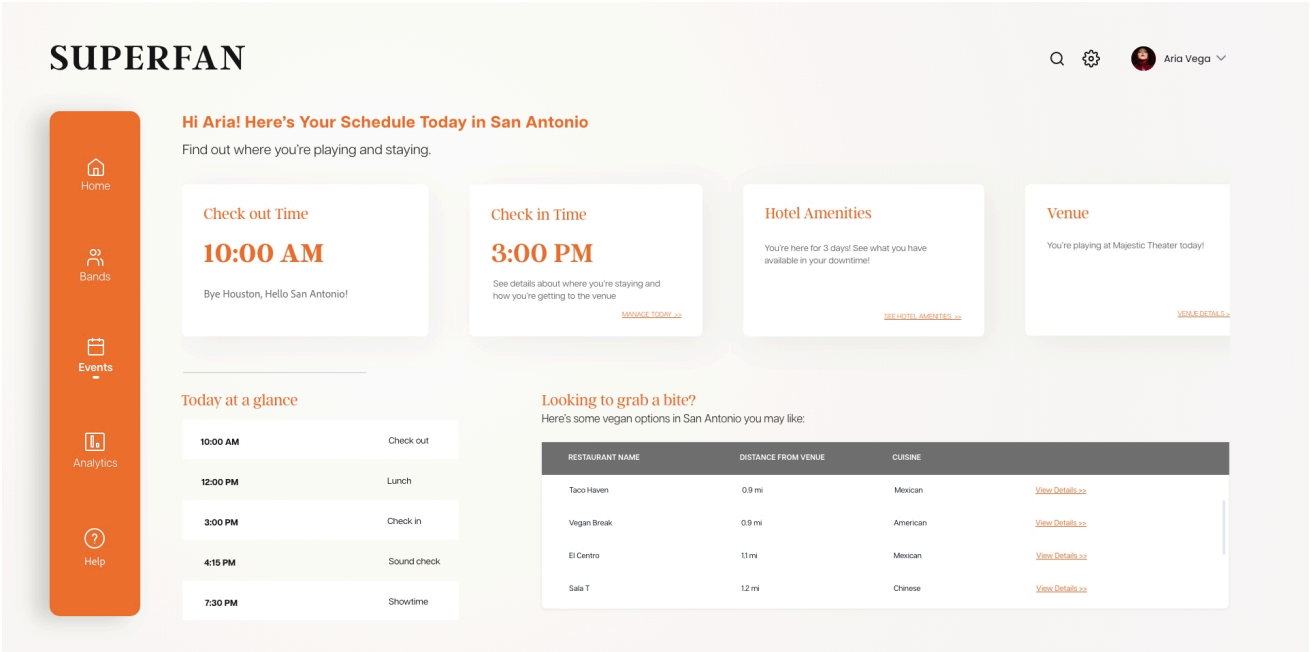 SUPERFAN
Aria Vega
Home
Bands
Events
Analytics
Help
Hi Aria! Here's Your Schedule Today in San Antonio
Find out where you're playing and staying.
Check out Time
10:00 AM
Bye Houston, Hello San Antonio!
Check in Time
3:00 PM
See details about where you're staying and
how you're getting to the venue
MANAGE TODAY >>
Hotel Amenities
You're here for 3 days! See what you have
available in your downtime!
SEE HOTEL AMENITIES >>
Venue
You're playing at Majestic Theater today!
VENUE DETAILS >
Today at a glance
10:00 AM Check out
12:00 PM Lunch
3:00 PM Check in
4:15 PM Sound check
7:30 PM Showtime
Looking to grab a bite?
Here's some vegan options in San Antonio you may like:
RESTAURANT NAME DISTANCE FROM VENUE CUISINE
Taco Haven 0.9 mi Mexican View Details >>
Vegan Break 0.9 mi American View Details >>
El Centro 1.1 mi Mexican View Details >>
Sala T 1.2 mi Chinese View Details >>